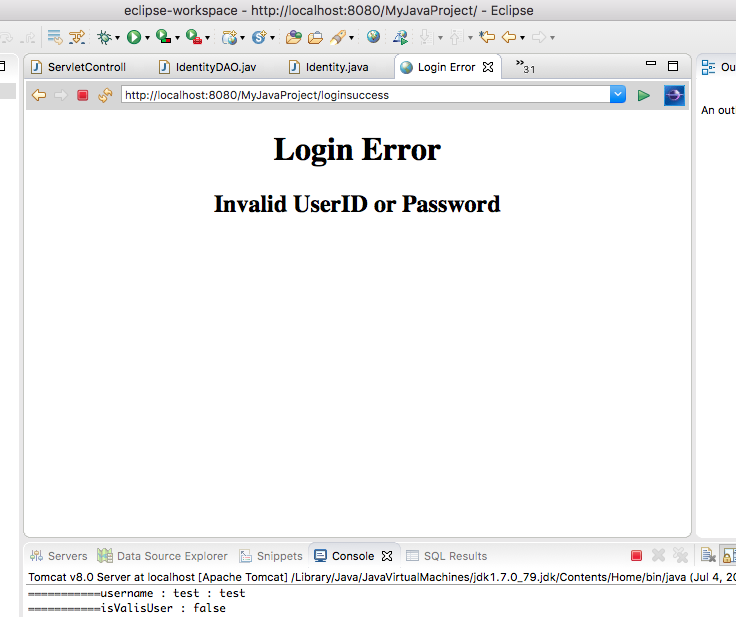 eclipse-workspace - http://localhost:8080/MyJavaProject/ - Eclipse
ServletControll IdentityDAO.jav Identity.java Login Error »31 Ou
http://localhost:8080/MyJavaProject/loginsuccess
An out
Login Error
Invalid UserID or Password
Servers Data Source Explorer Snippets Console SQL Results
Tomcat v8.0 Server at localhost [Apache Tomcat] /Library/Java/JavaVirtualMachines/jdk1.7.0_79.jdk/Contents/Home/bin/java (Jul 4, 20
===========username : test : test
===========isValisUser : false